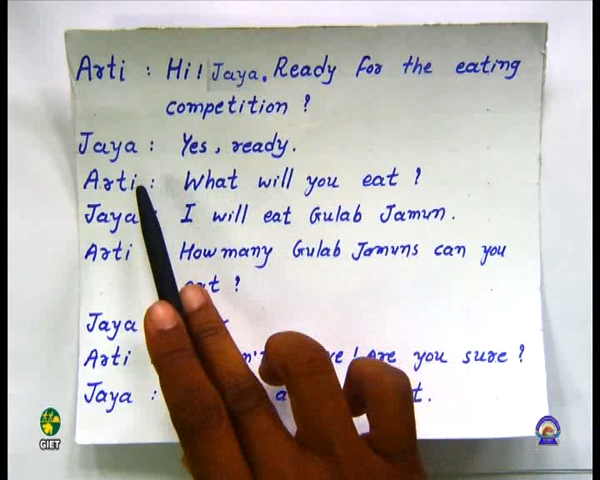 Arti : Hi! Jaya. Ready for the eating
competition ?
Jaya : Yes, ready.
Arti : What will you eat ?
Jaya : I will eat Gulab Jamun.
Arti How many Gulab Jamuns can you
eat ?
Jaya
Arti Are you sure ?
Jaya :
GIET